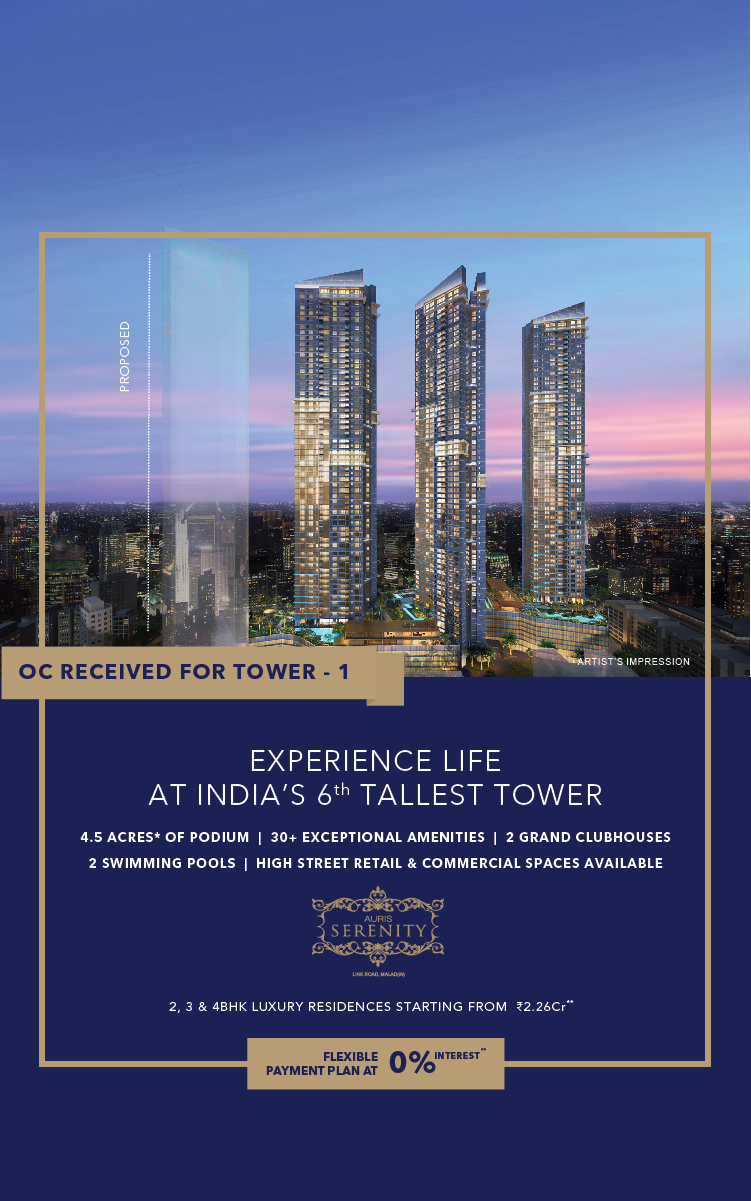 PROPOSED
ARTIST'S IMPRESSION
OC RECEIVED FOR TOWER - 1
EXPERIENCE LIFE
AT INDIA'S 6th TALLEST TOWER
4.5 ACRES* OF PODIUM | 30+ EXCEPTIONAL AMENITIES | 2 GRAND CLUBHOUSES
2 SWIMMING POOLS | HIGH STREET RETAIL & COMMERCIAL SPACES AVAILABLE
AURIS
SERENITY
LINK ROAD, MALAD(W)
2, 3 & 4BHK LUXURY RESIDENCES STARTING FROM ₹2.26Cr**
FLEXIBLE
PAYMENT PLAN AT 0% INTEREST**